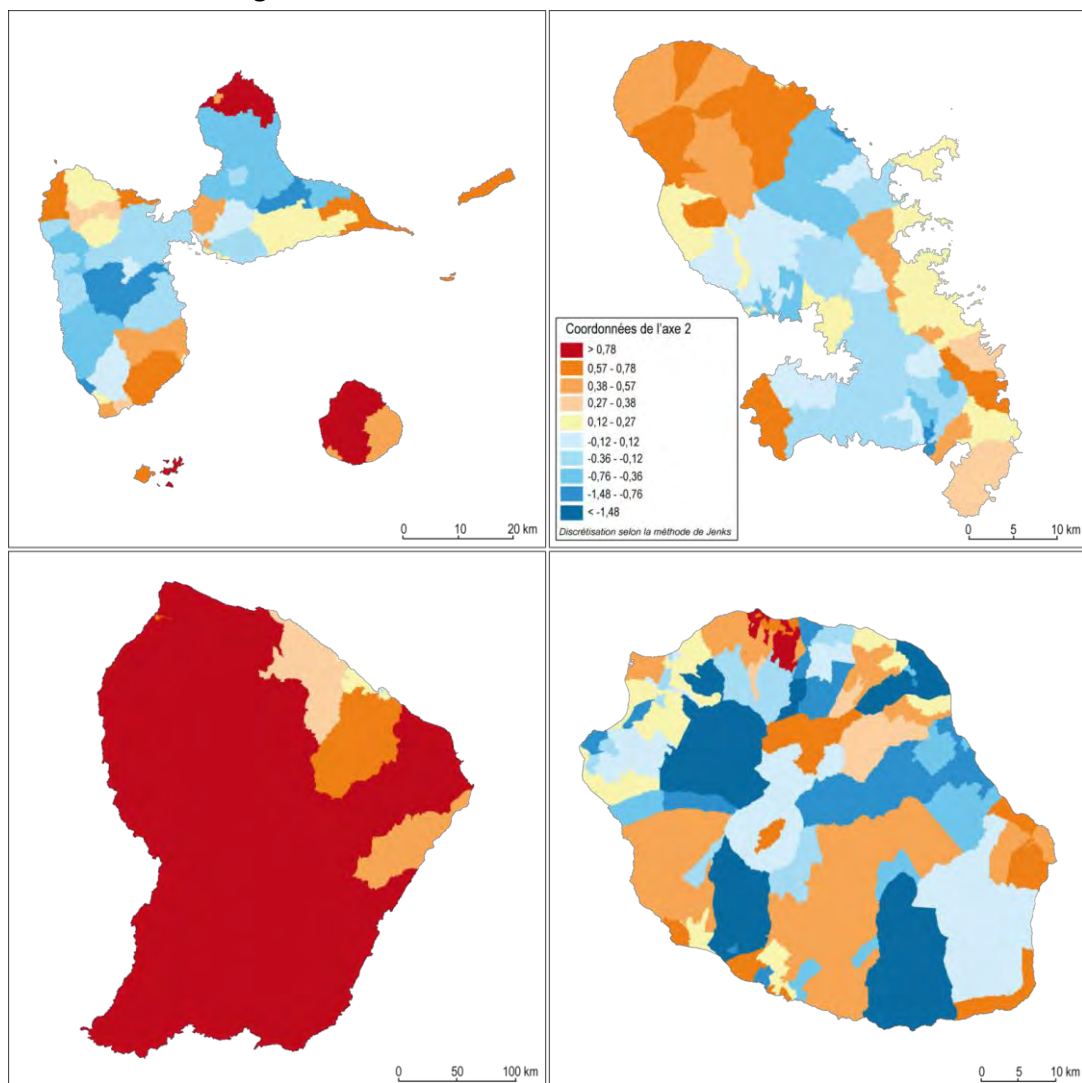 Coordonnées de l'axe 2
> 0,78
0,57 - 0,78
0,38 - 0,57
0,27 - 0,38
0,12 - 0,27
-0,12 - 0,12
-0.36 - -0,12
-0,76 - -0,36
-1,48 - -0,76
< -1,48
Discrétisation selon la méthode de Jenks
0 10 20 km
0 5 10 km
0 50 100 km
0 5 10 km